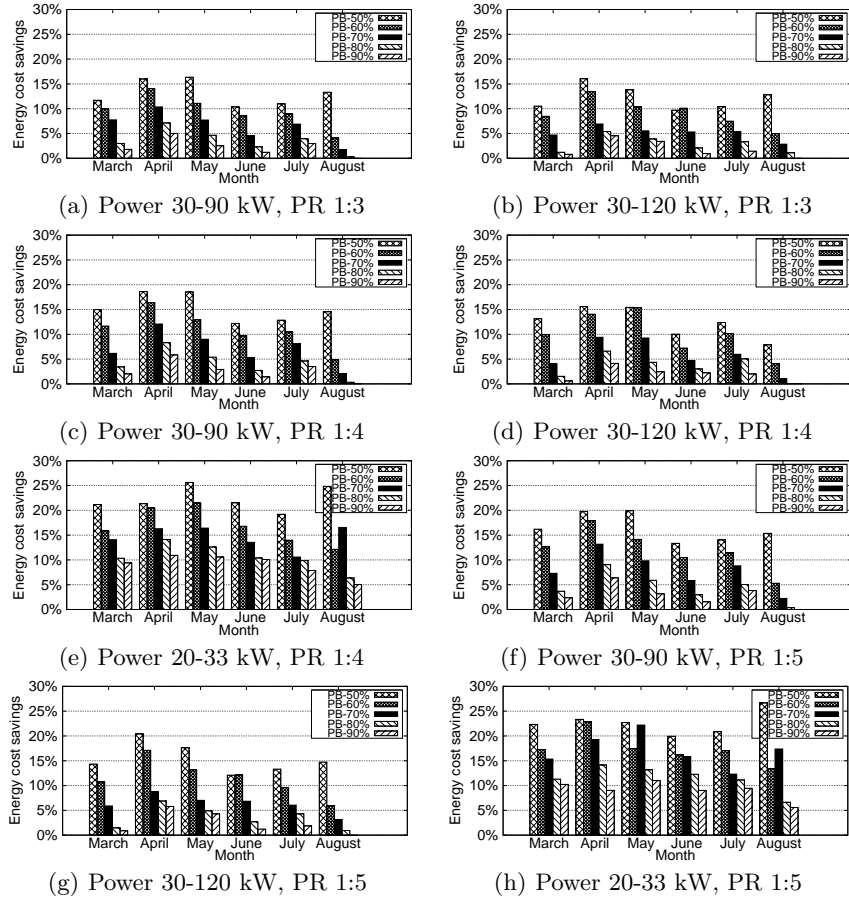 30%
25%
20%
15%
10%
5%
0%
Energy cost savings
PB-50%
PB-60%
PB-70%
PB-80%
PB-90%
March April May June July August
Month
(a) Power 30-90 kW, PR 1:3
30%
25%
20%
15%
10%
5%
0%
Energy cost savings
PB-50%
PB-60%
PB-70%
PB-80%
PB-90%
March April May June July August
Month
(b) Power 30-120 kW, PR 1:3
30%
25%
20%
15%
10%
5%
0%
Energy cost savings
PB-50%
PB-60%
PB-70%
PB-80%
PB-90%
March April May June July August
Month
(c) Power 30-90 kW, PR 1:4
30%
25%
20%
15%
10%
5%
0%
Energy cost savings
PB-50%
PB-60%
PB-70%
PB-80%
PB-90%
March April May June July August
Month
(d) Power 30-120 kW, PR 1:4
30%
25%
20%
15%
10%
5%
0%
Energy cost savings
PB-50%
PB-60%
PB-70%
PB-80%
PB-90%
March April May June July August
Month
(e) Power 20-33 kW, PR 1:4
30%
25%
20%
15%
10%
5%
0%
Energy cost savings
PB-50%
PB-60%
PB-70%
PB-80%
PB-90%
March April May June July August
Month
(f) Power 30-90 kW, PR 1:5
30%
25%
20%
15%
10%
5%
0%
Energy cost savings
PB-50%
PB-60%
PB-70%
PB-80%
PB-90%
March April May June July August
Month
(g) Power 30-120 kW, PR 1:5
30%
25%
20%
15%
10%
5%
0%
Energy cost savings
PB-50%
PB-60%
PB-70%
PB-80%
PB-90%
March April May June July August
Month
(h) Power 20-33 kW, PR 1:5